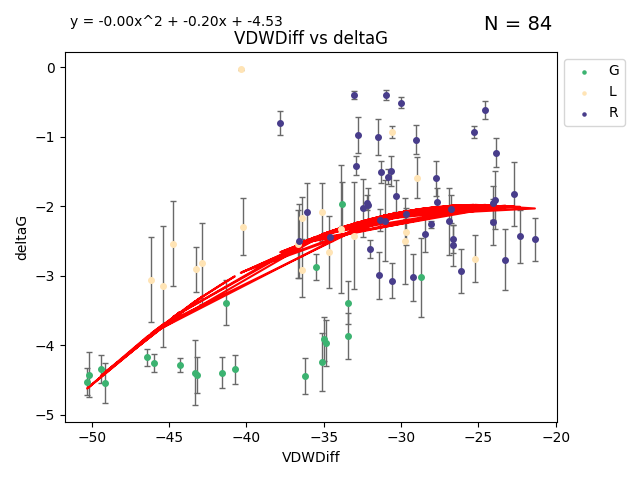 y = -0.00x^2 + -0.20x + -4.53
N = 84
VDWDiff vs deltaG
G
L
R
deltaG
0
−1
−2
−3
−4
−5
−50 −45 −40 −35 −30 −25 −20
VDWDiff